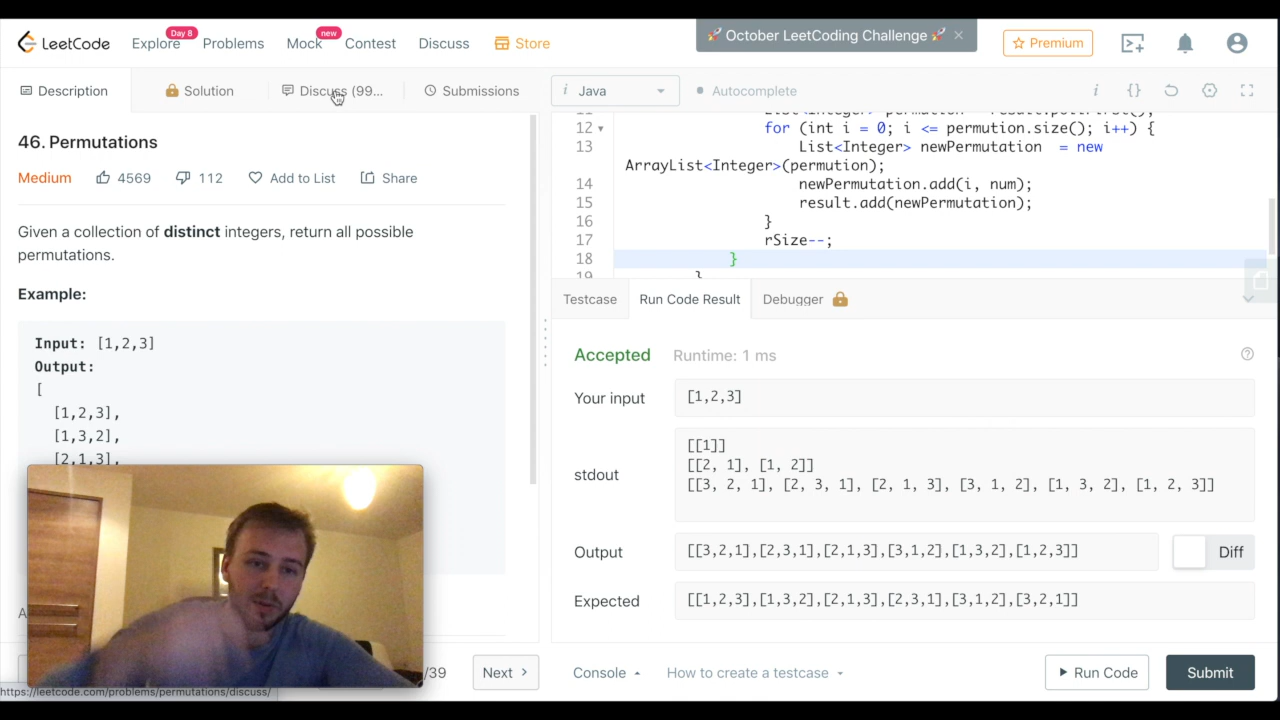 LeetCode
Explore
Day 8
Problems
Mock
new
Contest
Discuss
Store
🚀 October LeetCoding Challenge 🚀 ×
Premium
Description
Solution
Discuss (99...
Submissions
i Java
Autocomplete
46. Permutations
Medium 4569 112 Add to List Share
Given a collection of distinct integers, return all possible
permutations.
Example:
Input: [1,2,3]
Output:
[
[1,2,3],
[1,3,2],
[2,1,3],
/39
Next >
https://leetcode.com/problems/permutations/discuss/
12 for (int i = 0; i <= permution.size(); i++) {
13 List<Integer> newPermutation = new
ArrayList<Integer>(permution);
14 newPermutation.add(i, num);
15 result.add(newPermutation);
16 }
17 rSize--;
18 }
19 }
Testcase
Run Code Result
Debugger
Accepted Runtime: 1 ms
Your input [1,2,3]
stdout
[[1]]
[[2, 1], [1, 2]]
[[3, 2, 1], [2, 3, 1], [2, 1, 3], [3, 1, 2], [1, 3, 2], [1, 2, 3]]
Output [[3,2,1],[2,3,1],[2,1,3],[3,1,2],[1,3,2],[1,2,3]]
Diff
Expected [[1,2,3],[1,3,2],[2,1,3],[2,3,1],[3,1,2],[3,2,1]]
Console
How to create a testcase
Run Code
Submit